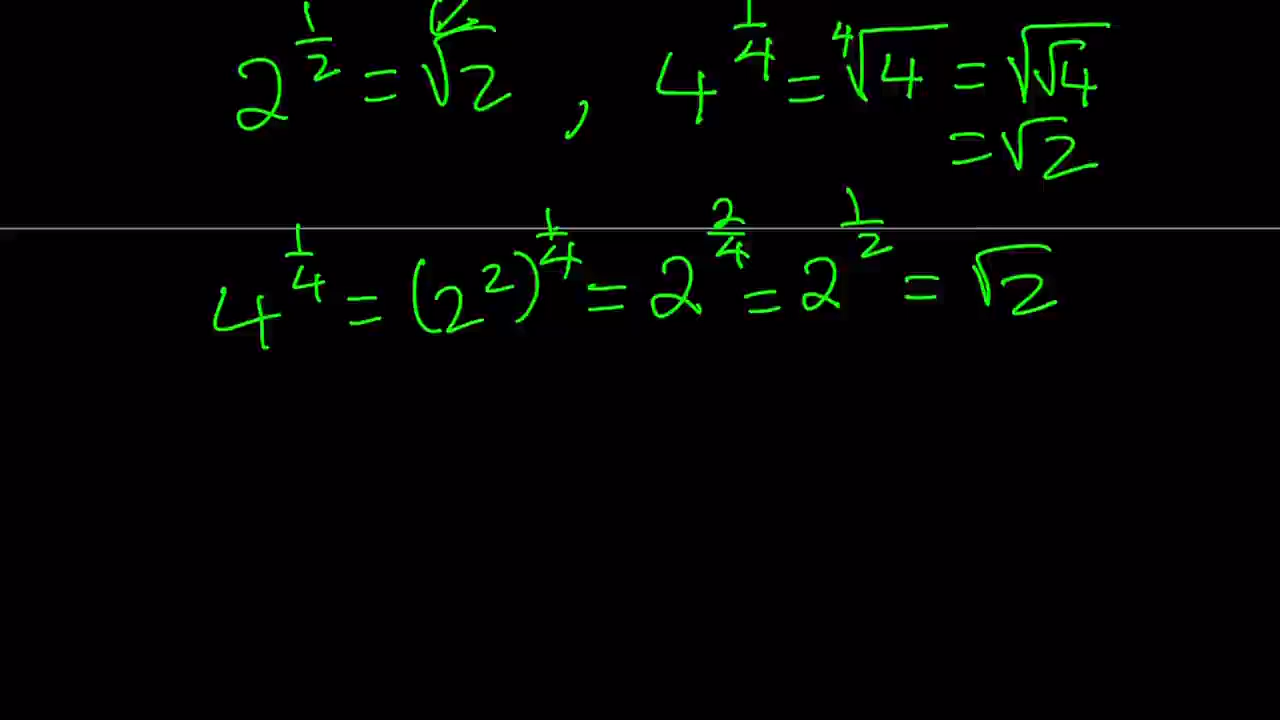 2^{1/2} = √2 , 4^{1/4} = ⁴√4 = √√4
= √2
4^{1/4} = (2²)^{1/4} = 2^{2/4} = 2^{1/2} = √2